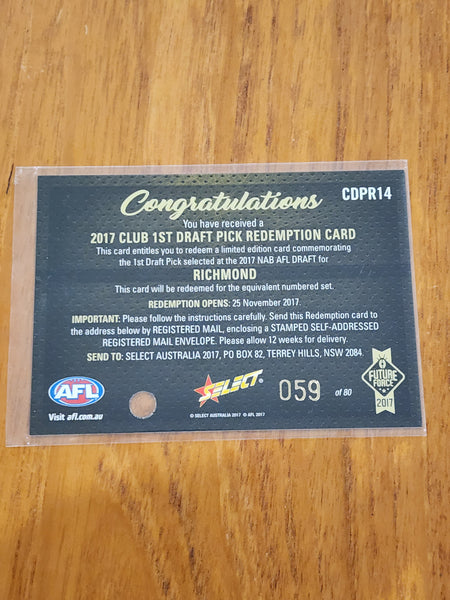 Congratulations
CDPR14
You have received a
2017 CLUB 1ST DRAFT PICK REDEMPTION CARD
This card entitles you to redeem a limited edition card commemorating
the 1st Draft Pick selected at the 2017 NAB AFL DRAFT for
RICHMOND
This card will be redeemed for the equivalent numbered set.
REDEMPTION OPENS: 25 November 2017.
IMPORTANT: Please follow the instructions carefully. Send this Redemption card to
the address below by REGISTERED MAIL, enclosing a STAMPED SELF-ADDRESSED
REGISTERED MAIL ENVELOPE. Please allow 12 weeks for delivery.
SEND TO: SELECT AUSTRALIA 2017, PO BOX 82, TERREY HILLS, NSW 2084.
AFL
Visit afl.com.au
SELECT
© SELECT AUSTRALIA 2017 © AFL 2017
059 of 80
FUTURE
FORCE
2017